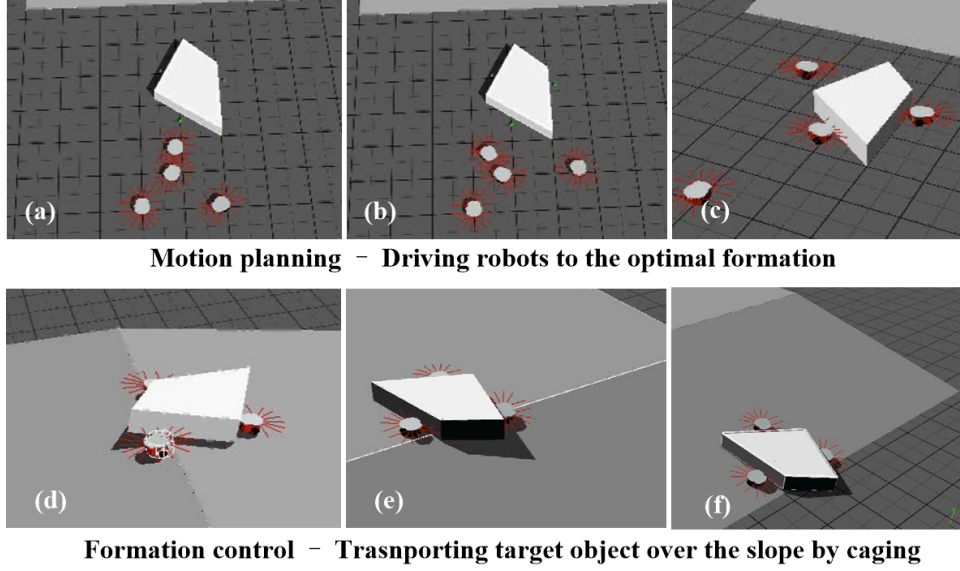 (a)
(b)
(c)
Motion planning － Driving robots to the optimal formation
(d)
(e)
(f)
Formation control － Trasnporting target object over the slope by caging